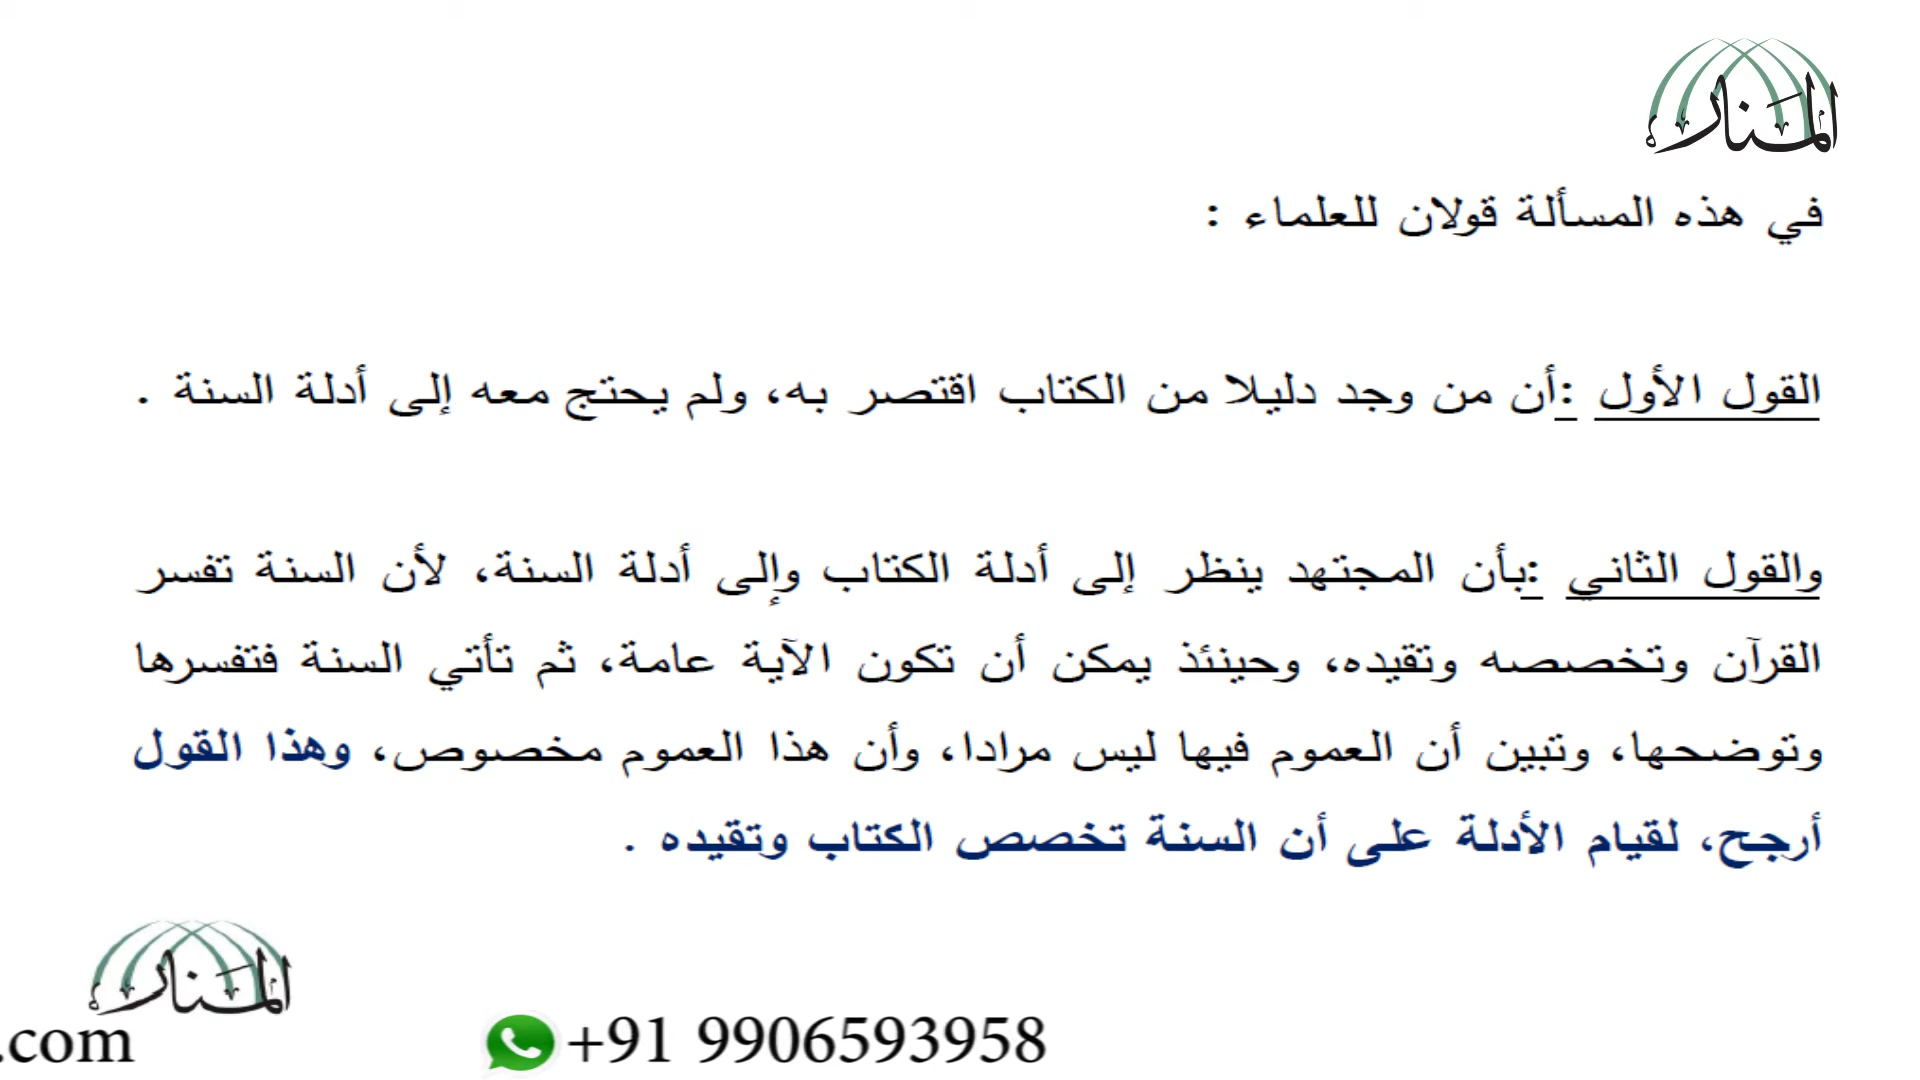 المنار
في هذه المسألة قولان للعلماء :
القول الأول :أن من وجد دليلا من الكتاب اقتصر به، ولم يحتج معه إلى أدلة السنة .
والقول الثاني :بأن المجتهد ينظر إلى أدلة الكتاب وإلى أدلة السنة، لأن السنة تفسر
القرآن وتخصصه وتقيده، وحينئذ يمكن أن تكون الآية عامة، ثم تأتي السنة فتفسرها
وتوضحها، وتبين أن العموم فيها ليس مرادا، وأن هذا العموم مخصوص، وهذا القول
أرجح، لقيام الأدلة على أن السنة تخصص الكتاب وتقيده .
المنار
.com +91 9906593958